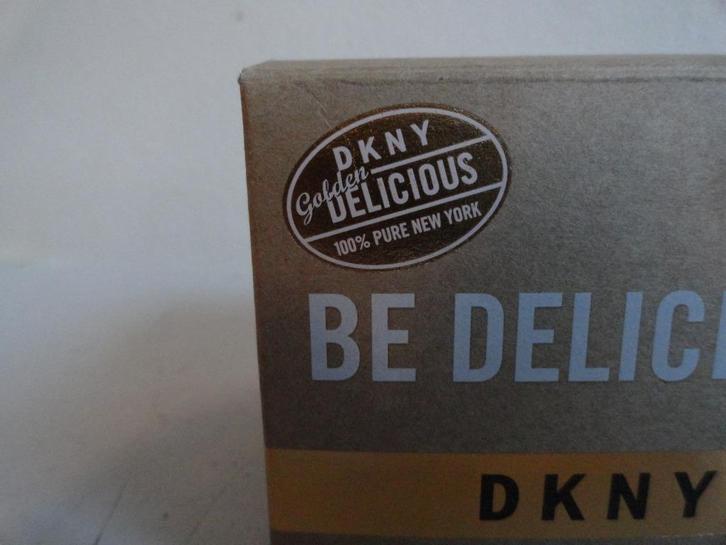 DKNY
Golden
DELICIOUS
100% PURE NEW YORK
BE DELICI
DKNY